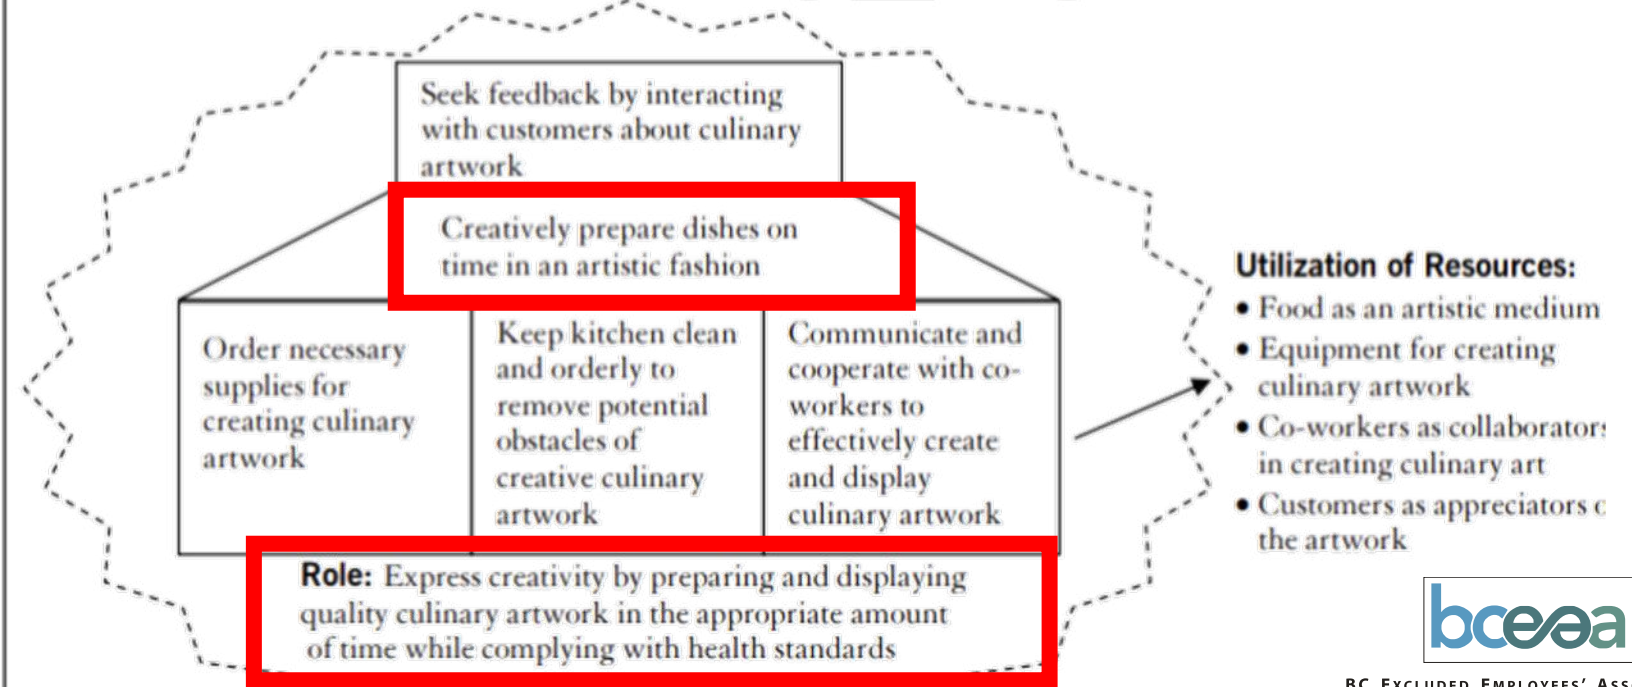 Seek feedback by interacting
with customers about culinary
artwork
Creatively prepare dishes on
time in an artistic fashion
Order necessary
supplies for
creating culinary
artwork
Keep kitchen clean
and orderly to
remove potential
obstacles of
creative culinary
artwork
Communicate and
cooperate with co-
workers to
effectively create
and display
culinary artwork
Role: Express creativity by preparing and displaying
quality culinary artwork in the appropriate amount
of time while complying with health standards
Utilization of Resources:
• Food as an artistic medium
• Equipment for creating
culinary artwork
• Co-workers as collaborators
in creating culinary art
• Customers as appreciators
the artwork
bceea
BC EXCLUDED EMPLOYEES'